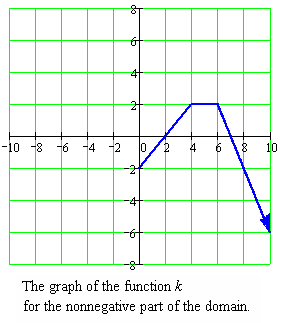 8
6
4
2
-10 -8 -6 -4 -2 0 2 4 6 8 10
-2
-4
-6
-8
The graph of the function k
for the nonnegative part of the domain.